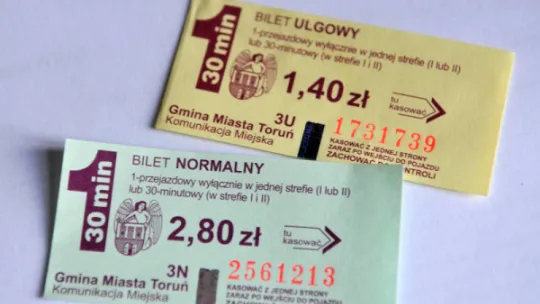 1
30 min
BILET ULGOWY
1-przejazdowy wyłącznie w jednej strefie (I lub II)
lub 30-minutowy (w strefie I i II)
1,40 zł
tu
kasować
Gmina Miasta Toruń
Komunikacja Miejska
3U
1731739
KASOWAĆ Z JEDNEJ STRONY
ZARAZ PO WEJŚCIU DO POJAZDU
ZACHOWAĆ DO KONTROLI
1
30 min
BILET NORMALNY
1-przejazdowy wyłącznie w jednej strefie (I lub II)
lub 30-minutowy (w strefie I i II)
2,80 zł
tu
kasować
Gmina Miasta Toruń
Komunikacja Miejska
3N
2561213
KASOWAĆ Z JEDNEJ STRONY
ZARAZ PO WEJŚCIU DO POJAZDU
ZACHOWAĆ DO KONTROLI